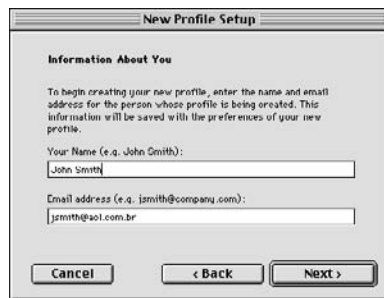 New Profile Setup
Information About You
To begin creating your new profile, enter the name and email
address for the person whose profile is being created. This
information will be saved with the preferences of your new
profile.
Your Name (e.g. John Smith):
John Smith
Email address (e.g. jsmith@company.com):
jsmith@aol.com.br
Cancel
‹ Back
Next ›